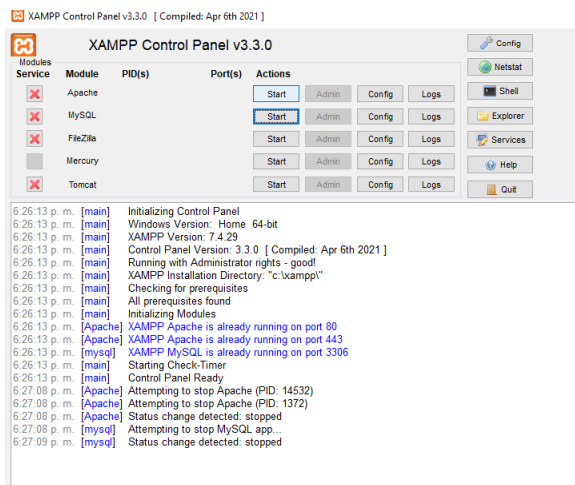 XAMPP Control Panel v3.3.0 [ Compiled: Apr 6th 2021 ]
XAMPP Control Panel v3.3.0
Config
Modules
Service Module PID(s) Port(s) Actions
Netstat
Apache Start Admin Config Logs
Shell
MySQL Start Admin Config Logs
Explorer
FileZilla Start Admin Config Logs
Services
Mercury Start Admin Config Logs
Help
Tomcat Start Admin Config Logs
Quit
6:26:13 p. m. [main] Initializing Control Panel
6:26:13 p. m. [main] Windows Version: Home 64-bit
6:26:13 p. m. [main] XAMPP Version: 7.4.29
6:26:13 p. m. [main] Control Panel Version: 3.3.0 [ Compiled: Apr 6th 2021 ]
6:26:13 p. m. [main] Running with Administrator rights - good!
6:26:13 p. m. [main] XAMPP Installation Directory: "c:\xampp\"
6:26:13 p. m. [main] Checking for prerequisites
6:26:13 p. m. [main] All prerequisites found
6:26:13 p. m. [main] Initializing Modules
6:26:13 p. m. [Apache] XAMPP Apache is already running on port 80
6:26:13 p. m. [Apache] XAMPP Apache is already running on port 443
6:26:13 p. m. [mysql] XAMPP MySQL is already running on port 3306
6:26:13 p. m. [main] Starting Check-Timer
6:26:13 p. m. [main] Control Panel Ready
6:27:08 p. m. [Apache] Attempting to stop Apache (PID: 14532)
6:27:08 p. m. [Apache] Attempting to stop Apache (PID: 1372)
6:27:08 p. m. [Apache] Status change detected: stopped
6:27:08 p. m. [mysql] Attempting to stop MySQL app...
6:27:09 p. m. [mysql] Status change detected: stopped